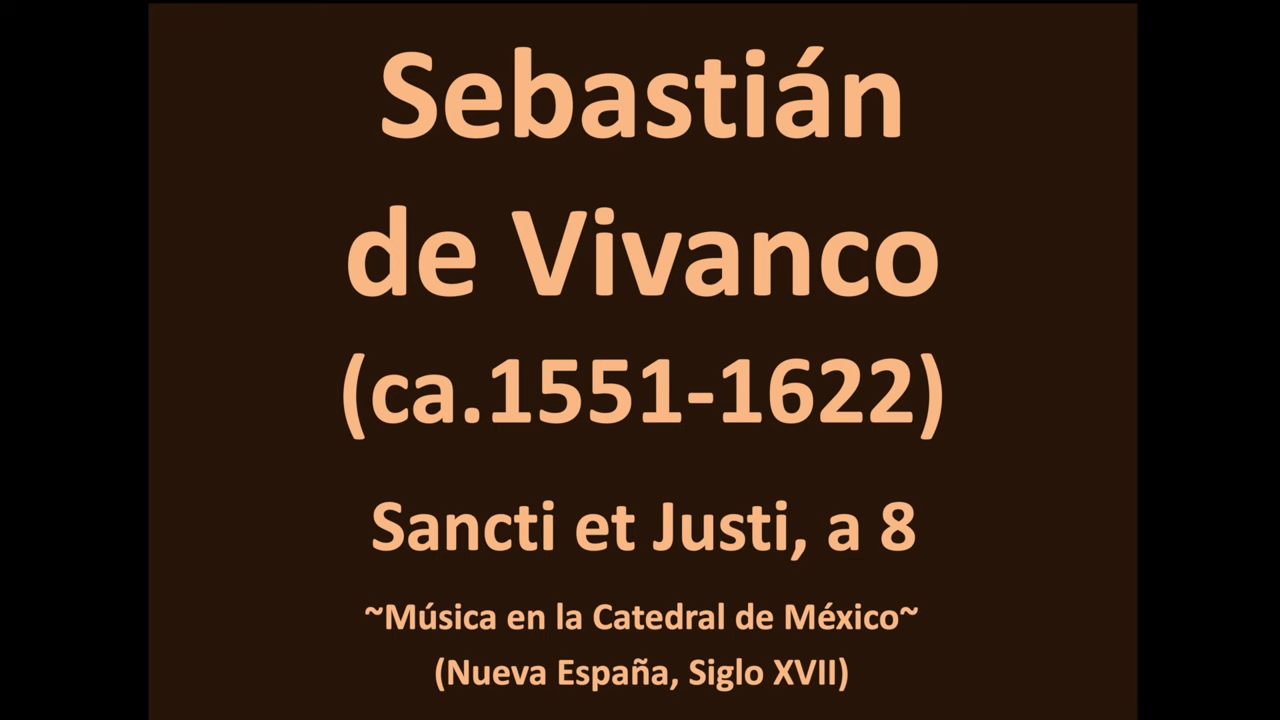 Sebastián
de Vivanco
(ca.1551-1622)
Sancti et Justi, a 8
~Música en la Catedral de México~
(Nueva España, Siglo XVII)